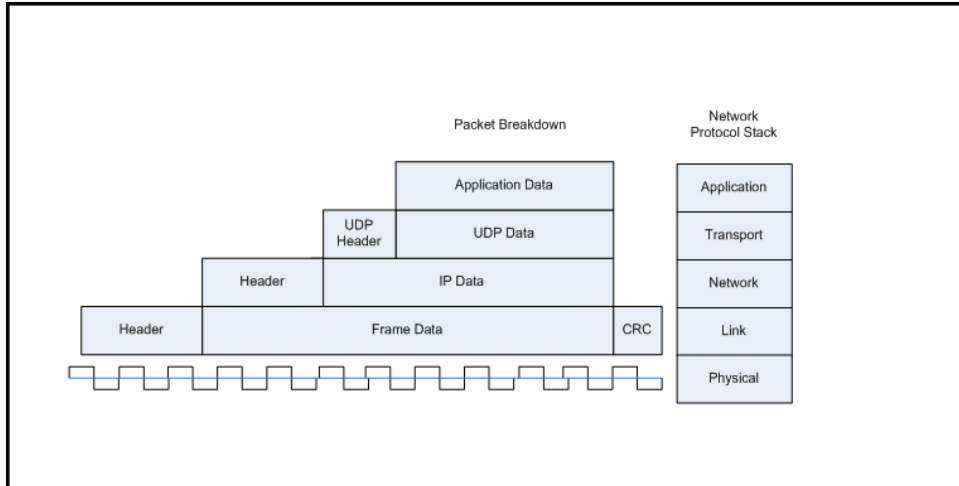 Packet Breakdown
Network
Protocol Stack
Application Data
Application
UDP
Header
UDP Data
Transport
Header
IP Data
Network
Header
Frame Data
CRC
Link
Physical